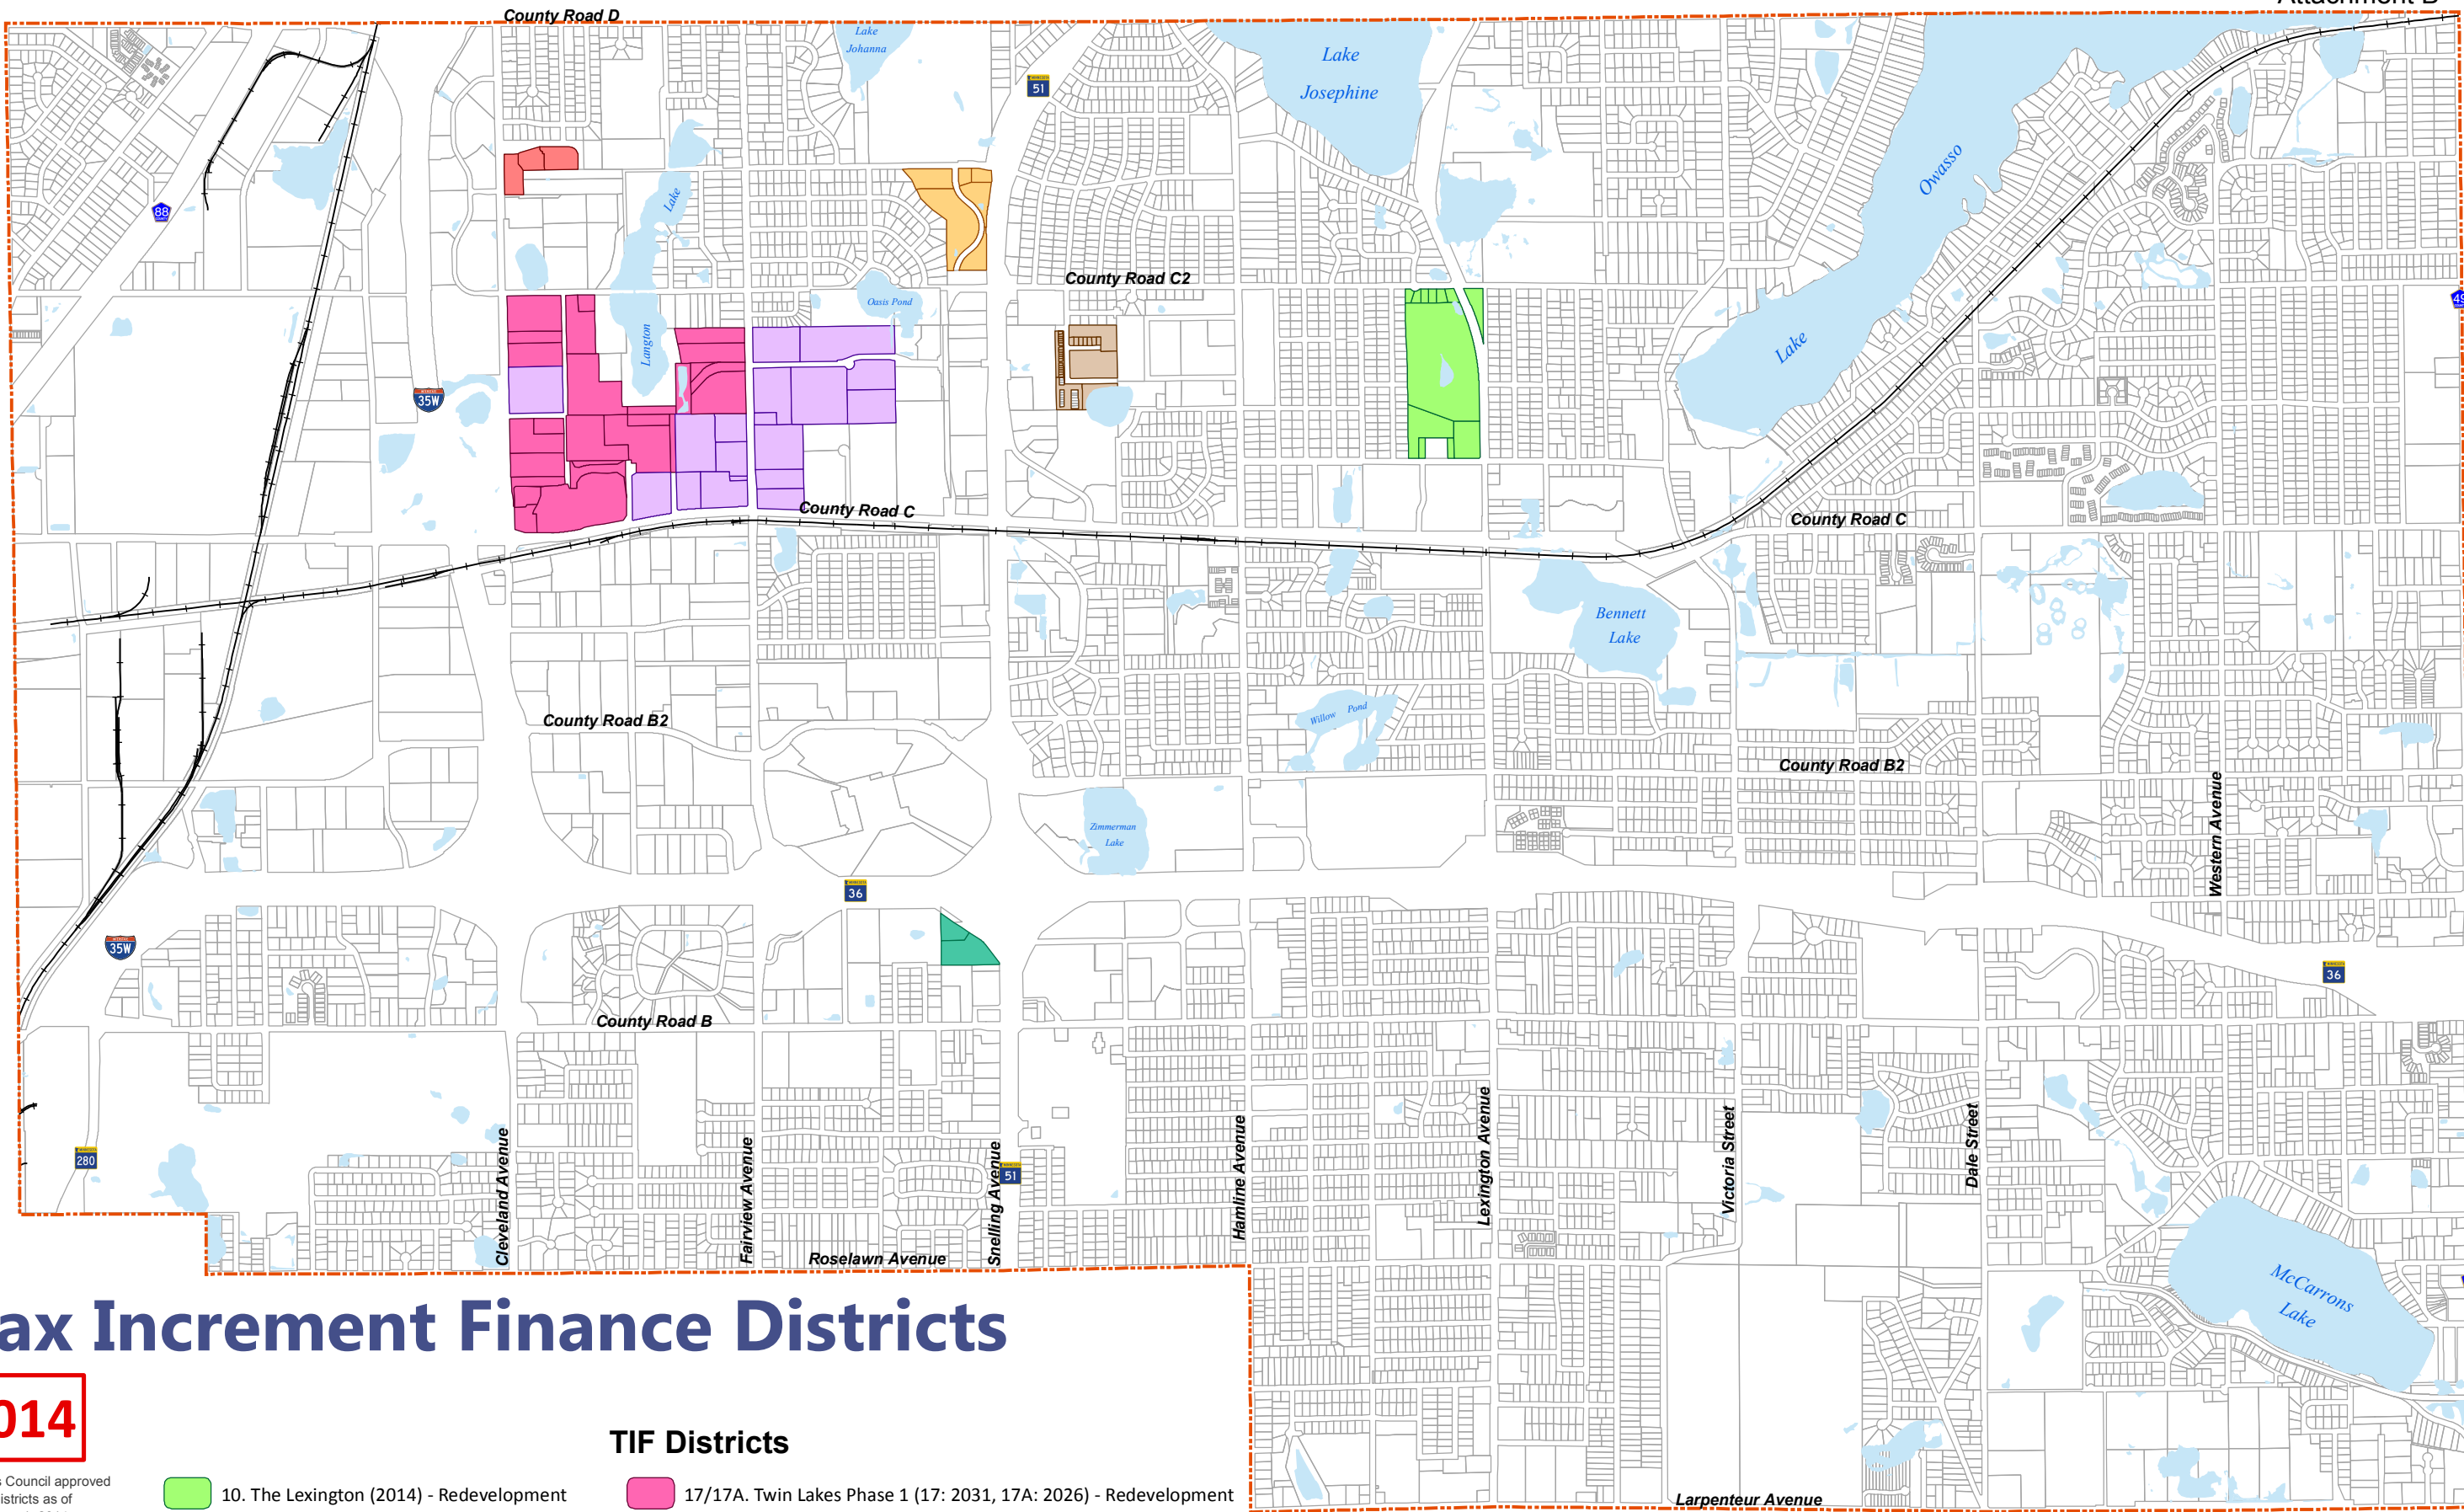 Attachment B
County Road D
Lake
Johanna
51
Lake
Josephine
Owasso
Lake
88
Lake
Langton
Oasis Pond
County Road C2
49
35W
County Road C
County Road C
Bennett
Lake
Willow Pond
County Road B2
County Road B2
Zimmerman
Lake
Western Avenue
36
35W
36
County Road B
280
51
Cleveland Avenue
Fairview Avenue
Snelling Avenue
Hamline Avenue
Lexington Avenue
Victoria Street
Dale Street
Roselawn Avenue
McCarrons
Lake
Larpenteur Avenue
ax Increment Finance Districts
014
TIF Districts
s Council approved
istricts as of
10. The Lexington (2014) - Redevelopment
17/17A. Twin Lakes Phase 1 (17: 2031, 17A: 2026) - Redevelopment